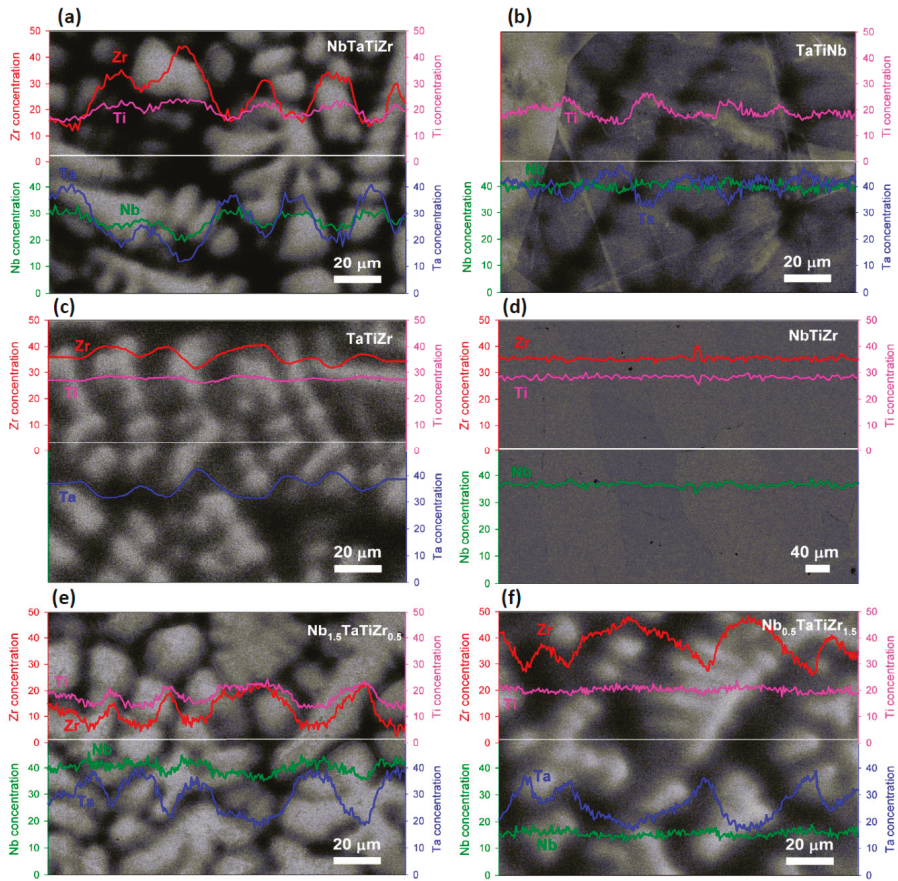 (a)
NbTaTiZr
50
40
30
20
10
0
Zr concentration
Zr
Ti
50
40
30
20
10
0
Ti concentration
Ta
Nb
40
30
20
10
0
Nb concentration
40
30
20
10
0
Ta concentration
20 μm
(b)
TaTiNb
50
40
30
20
10
0
Ti concentration
Ti
Nb
Ta
40
30
20
10
0
Nb concentration
40
30
20
10
0
Ta concentration
20 μm
(c)
TaTiZr
50
40
30
20
10
0
Zr concentration
Zr
Ti
50
40
30
20
10
0
Ti concentration
Ta
40
30
20
10
0
Ta concentration
20 μm
(d)
NbTiZr
50
40
30
20
10
0
Zr concentration
Zr
Ti
50
40
30
20
10
0
Ti concentration
Nb
40
30
20
10
0
Nb concentration
40 μm
(e)
Nb1.5TaTiZr0.5
50
40
30
20
10
0
Zr concentration
Ti
Zr
50
40
30
20
10
0
Ti concentration
Nb
Ta
40
30
20
10
0
Nb concentration
40
30
20
10
0
Ta concentration
20 μm
(f)
Nb0.5TaTiZr1.5
50
40
30
20
10
0
Zr concentration
Zr
Ti
50
40
30
20
10
0
Ti concentration
Ta
Nb
40
30
20
10
0
Nb concentration
40
30
20
10
0
Ta concentration
20 μm